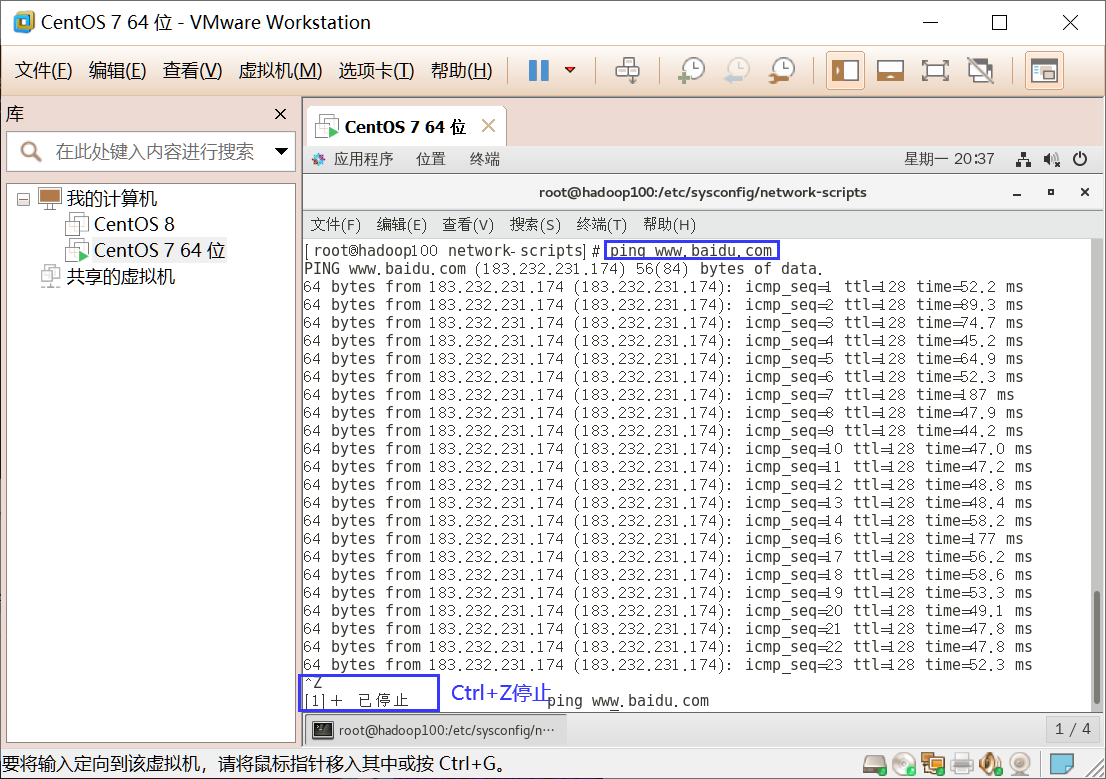 CentOS 7 64 位 - VMware Workstation
文件(F) 编辑(E) 查看(V) 虚拟机(M) 选项卡(T) 帮助(H)
库
在此处键入内容进行搜索
我的计算机
CentOS 8
CentOS 7 64 位
共享的虚拟机
CentOS 7 64 位
应用程序 位置 终端 星期一 20:37
root@hadoop100:/etc/sysconfig/network-scripts
文件(F) 编辑(E) 查看(V) 搜索(S) 终端(T) 帮助(H)
[root@hadoop100 network-scripts]# ping www.baidu.com
PING www.baidu.com (183.232.231.174) 56(84) bytes of data.
64 bytes from 183.232.231.174 (183.232.231.174): icmp_seq=1 ttl=128 time=52.2 ms
64 bytes from 183.232.231.174 (183.232.231.174): icmp_seq=2 ttl=128 time=89.3 ms
64 bytes from 183.232.231.174 (183.232.231.174): icmp_seq=3 ttl=128 time=74.7 ms
64 bytes from 183.232.231.174 (183.232.231.174): icmp_seq=4 ttl=128 time=45.2 ms
64 bytes from 183.232.231.174 (183.232.231.174): icmp_seq=5 ttl=128 time=64.9 ms
64 bytes from 183.232.231.174 (183.232.231.174): icmp_seq=6 ttl=128 time=52.3 ms
64 bytes from 183.232.231.174 (183.232.231.174): icmp_seq=7 ttl=128 time=187 ms
64 bytes from 183.232.231.174 (183.232.231.174): icmp_seq=8 ttl=128 time=47.9 ms
64 bytes from 183.232.231.174 (183.232.231.174): icmp_seq=9 ttl=128 time=44.2 ms
64 bytes from 183.232.231.174 (183.232.231.174): icmp_seq=10 ttl=128 time=47.0 ms
64 bytes from 183.232.231.174 (183.232.231.174): icmp_seq=11 ttl=128 time=47.2 ms
64 bytes from 183.232.231.174 (183.232.231.174): icmp_seq=12 ttl=128 time=48.8 ms
64 bytes from 183.232.231.174 (183.232.231.174): icmp_seq=13 ttl=128 time=48.4 ms
64 bytes from 183.232.231.174 (183.232.231.174): icmp_seq=14 ttl=128 time=58.2 ms
64 bytes from 183.232.231.174 (183.232.231.174): icmp_seq=16 ttl=128 time=177 ms
64 bytes from 183.232.231.174 (183.232.231.174): icmp_seq=17 ttl=128 time=56.2 ms
64 bytes from 183.232.231.174 (183.232.231.174): icmp_seq=18 ttl=128 time=58.6 ms
64 bytes from 183.232.231.174 (183.232.231.174): icmp_seq=19 ttl=128 time=53.3 ms
64 bytes from 183.232.231.174 (183.232.231.174): icmp_seq=20 ttl=128 time=49.1 ms
64 bytes from 183.232.231.174 (183.232.231.174): icmp_seq=21 ttl=128 time=47.8 ms
64 bytes from 183.232.231.174 (183.232.231.174): icmp_seq=22 ttl=128 time=47.8 ms
64 bytes from 183.232.231.174 (183.232.231.174): icmp_seq=23 ttl=128 time=52.3 ms
^Z
[1]+ 已停止 Ctrl+Z停止 ping www.baidu.com
root@hadoop100:/etc/sysconfig/n··· 1 / 4
要将输入定向到该虚拟机，请将鼠标指针移入其中或按 Ctrl+G。